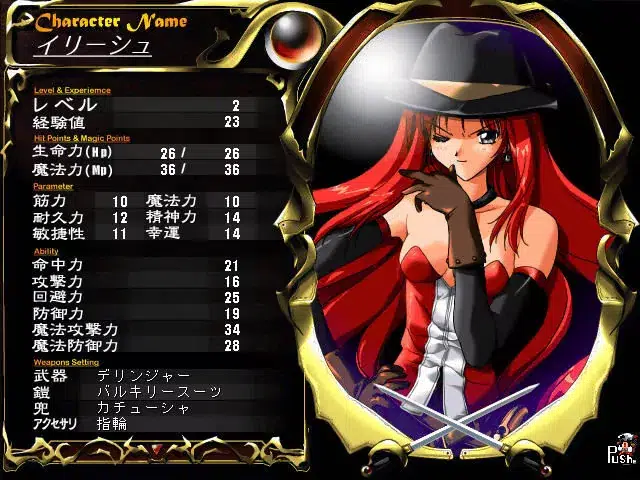 Character Name
イリーシュ
Level & Experiemce
レベル 2
経験値 23
Hit Points & Magic Points
生命力(Hp) 26 / 26
魔法力(Mp) 36 / 36
Parameter
筋力 10 魔法力 10
耐久力 12 精神力 14
敏捷性 11 幸運 14
Ability
命中力 21
攻撃力 16
回避力 25
防御力 19
魔法攻撃力 34
魔法防御力 28
Weapons Setting
武器 デリンジャー
鎧 バルキリースーツ
兜 カチューシャ
アクセサリ 指輪
Push